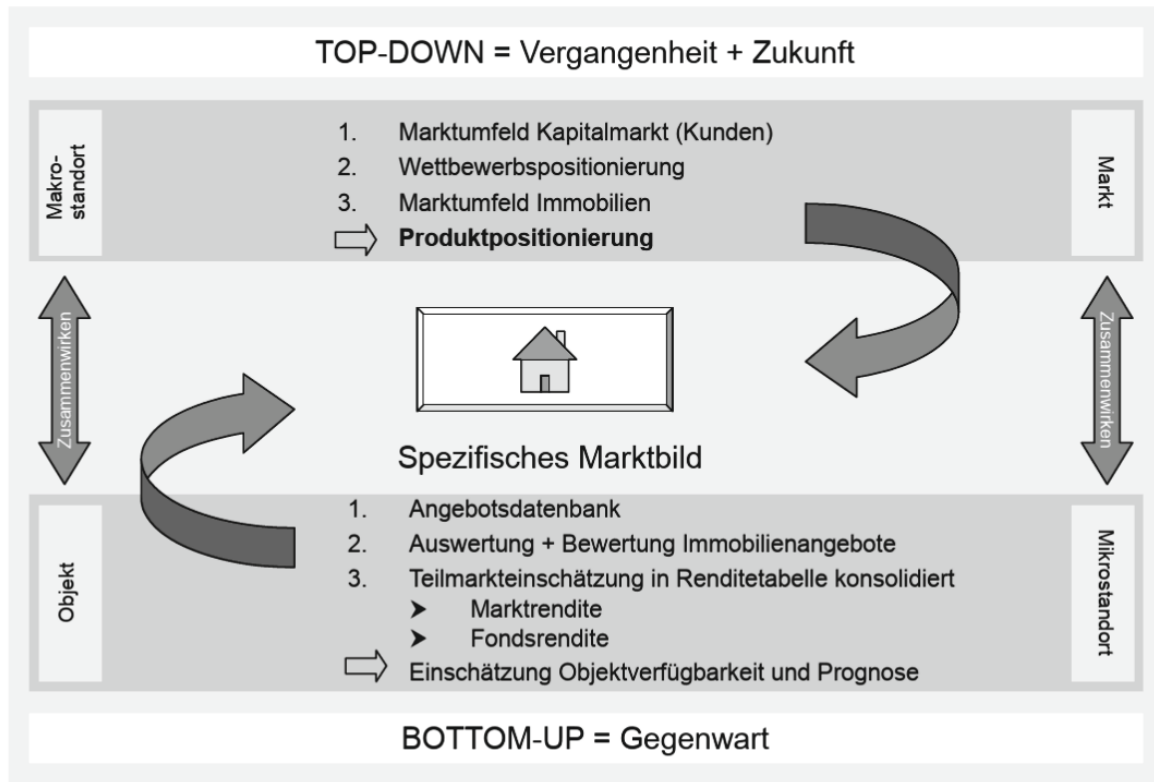 TOP-DOWN = Vergangenheit + Zukunft
Makro-
standort
1. Marktumfeld Kapitalmarkt (Kunden)
2. Wettbewerbspositionierung
3. Marktumfeld Immobilien
Produktpositionierung
Markt
Zusammenwirken
Zusammenwirken
Spezifisches Marktbild
Objekt
1. Angebotsdatenbank
2. Auswertung + Bewertung Immobilienangebote
3. Teilmarkteinschätzung in Renditetabelle konsolidiert
➤ Marktrendite
➤ Fondsrendite
Einschätzung Objektverfügbarkeit und Prognose
Mikrostandort
BOTTOM-UP = Gegenwart